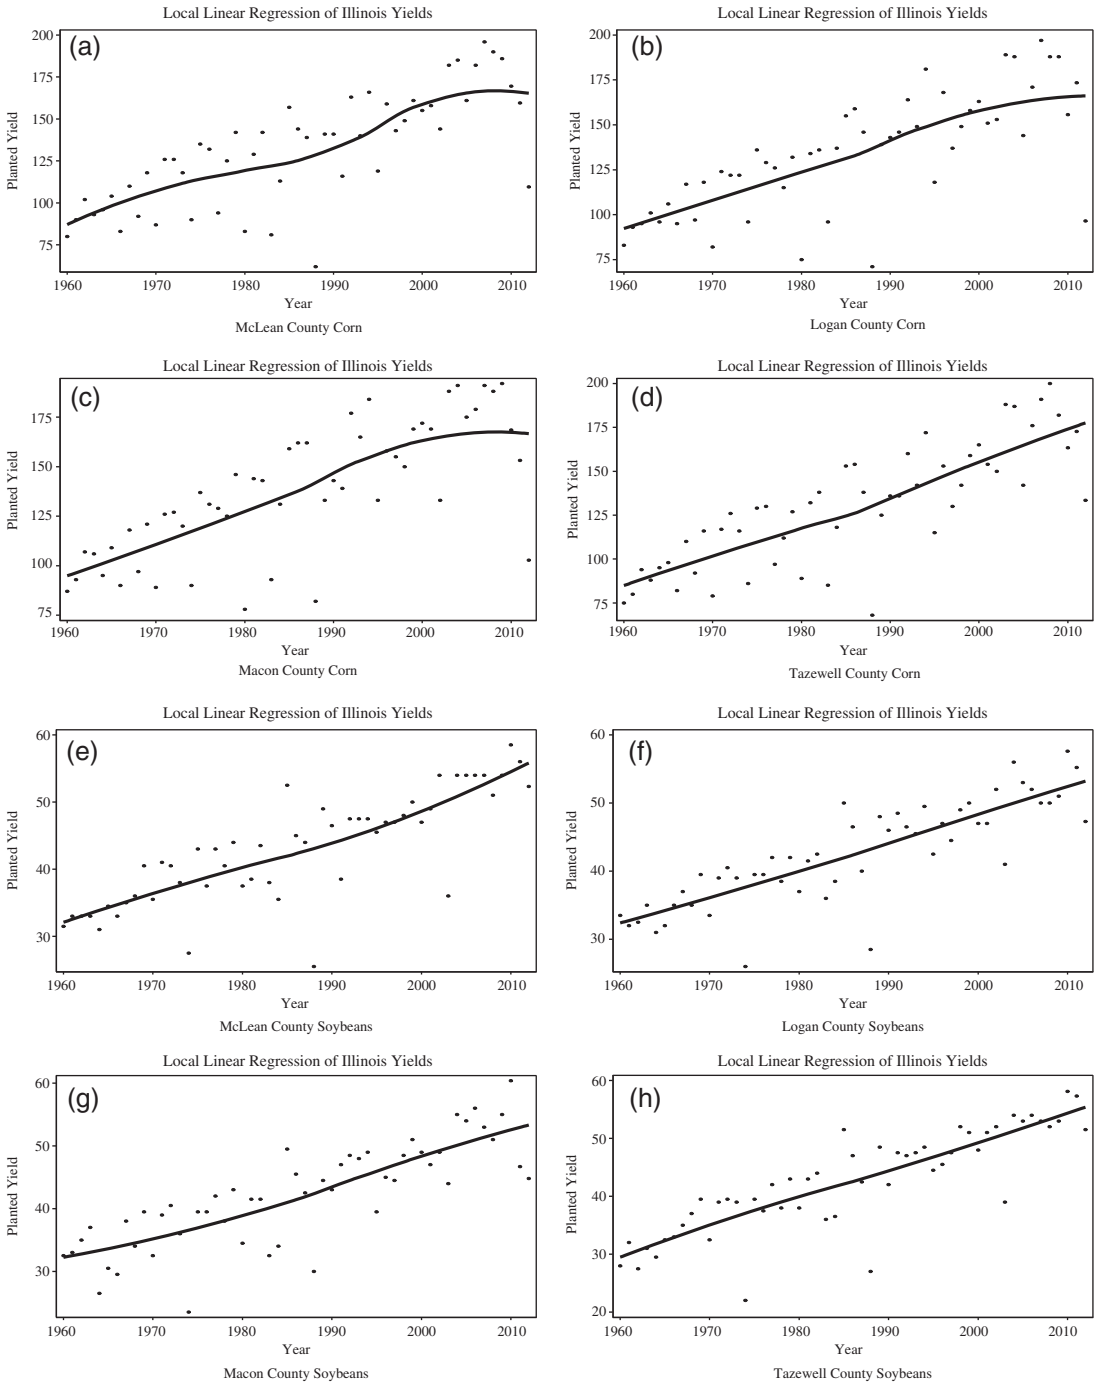 Local Linear Regression of Illinois Yields
(a)
200
175
150
125
100
75
Planted Yield
1960 1970 1980 1990 2000 2010
Year
McLean County Corn
Local Linear Regression of Illinois Yields
(b)
200
175
150
125
100
75
Planted Yield
1960 1970 1980 1990 2000 2010
Year
Logan County Corn
Local Linear Regression of Illinois Yields
(c)
175
150
125
100
75
Planted Yield
1960 1970 1980 1990 2000 2010
Year
Macon County Corn
Local Linear Regression of Illinois Yields
(d)
200
175
150
125
100
75
Planted Yield
1960 1970 1980 1990 2000 2010
Year
Tazewell County Corn
Local Linear Regression of Illinois Yields
(e)
60
50
40
30
Planted Yield
1960 1970 1980 1990 2000 2010
Year
McLean County Soybeans
Local Linear Regression of Illinois Yields
(f)
60
50
40
30
Planted Yield
1960 1970 1980 1990 2000 2010
Year
Logan County Soybeans
Local Linear Regression of Illinois Yields
(g)
60
50
40
30
Planted Yield
1960 1970 1980 1990 2000 2010
Year
Macon County Soybeans
Local Linear Regression of Illinois Yields
(h)
60
50
40
30
20
Planted Yield
1960 1970 1980 1990 2000 2010
Year
Tazewell County Soybeans